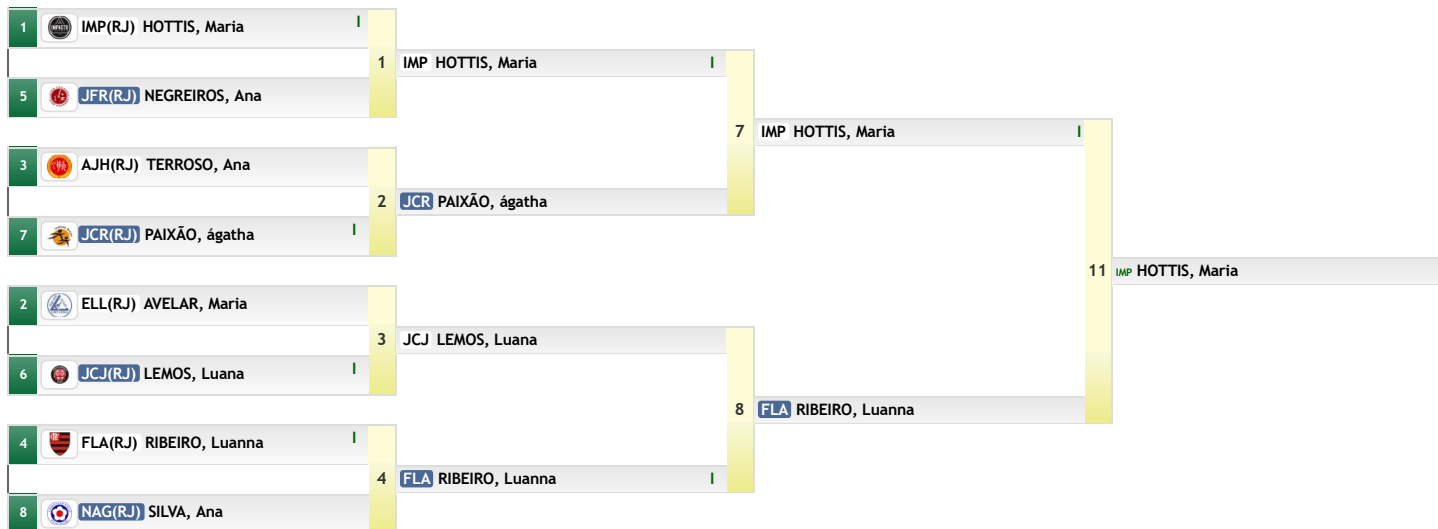 1 IMP(RJ) HOTTIS, Maria I
1 IMP HOTTIS, Maria I
5 JFR(RJ) NEGREIROS, Ana
7 IMP HOTTIS, Maria I
3 AJH(RJ) TERROSO, Ana
2 JCR PAIXÃO, ágatha
7 JCR(RJ) PAIXÃO, ágatha I
11 IMP HOTTIS, Maria
2 ELL(RJ) AVELAR, Maria
3 JCJ LEMOS, Luana
6 JCJ(RJ) LEMOS, Luana I
8 FLA RIBEIRO, Luanna
4 FLA(RJ) RIBEIRO, Luanna I
4 FLA RIBEIRO, Luanna I
8 NAG(RJ) SILVA, Ana